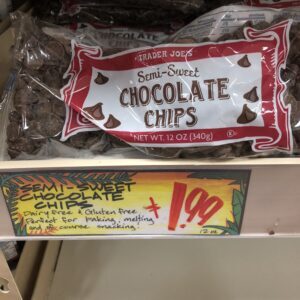 CHOCOLATE
TRADER JOE'S
Semi-Sweet
CHOCOLATE
CHIPS
NET WT. 12 OZ (340g)
SEMI-SWEET
CHOCOLATE
CHIPS
Dairy Free & Gluten Free
Perfect for baking, melting
and of course snacking!
$1.99
12 oz